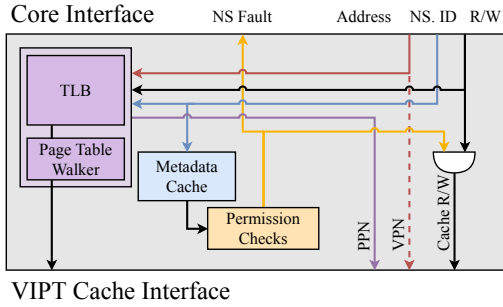 Core Interface
NS Fault
Address
NS. ID
R/W
TLB
Page Table
Walker
Metadata
Cache
Permission
Checks
PPN
VPN
Cache R/W
VIPT Cache Interface